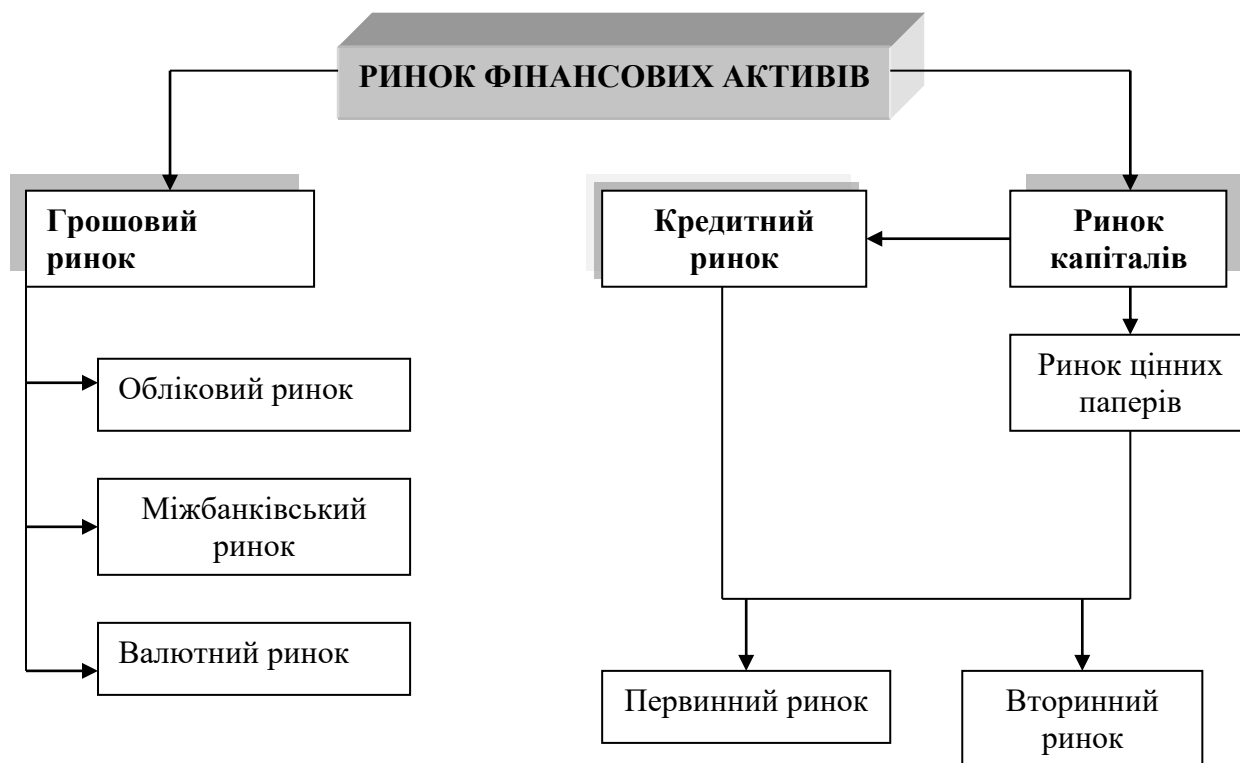 РИНОК ФІНАНСОВИХ АКТИВІВ
Грошовий
ринок
Кредитний
ринок
Ринок
капіталів
Обліковий ринок
Ринок цінних
паперів
Міжбанківський
ринок
Валютний ринок
Первинний ринок
Вторинний
ринок